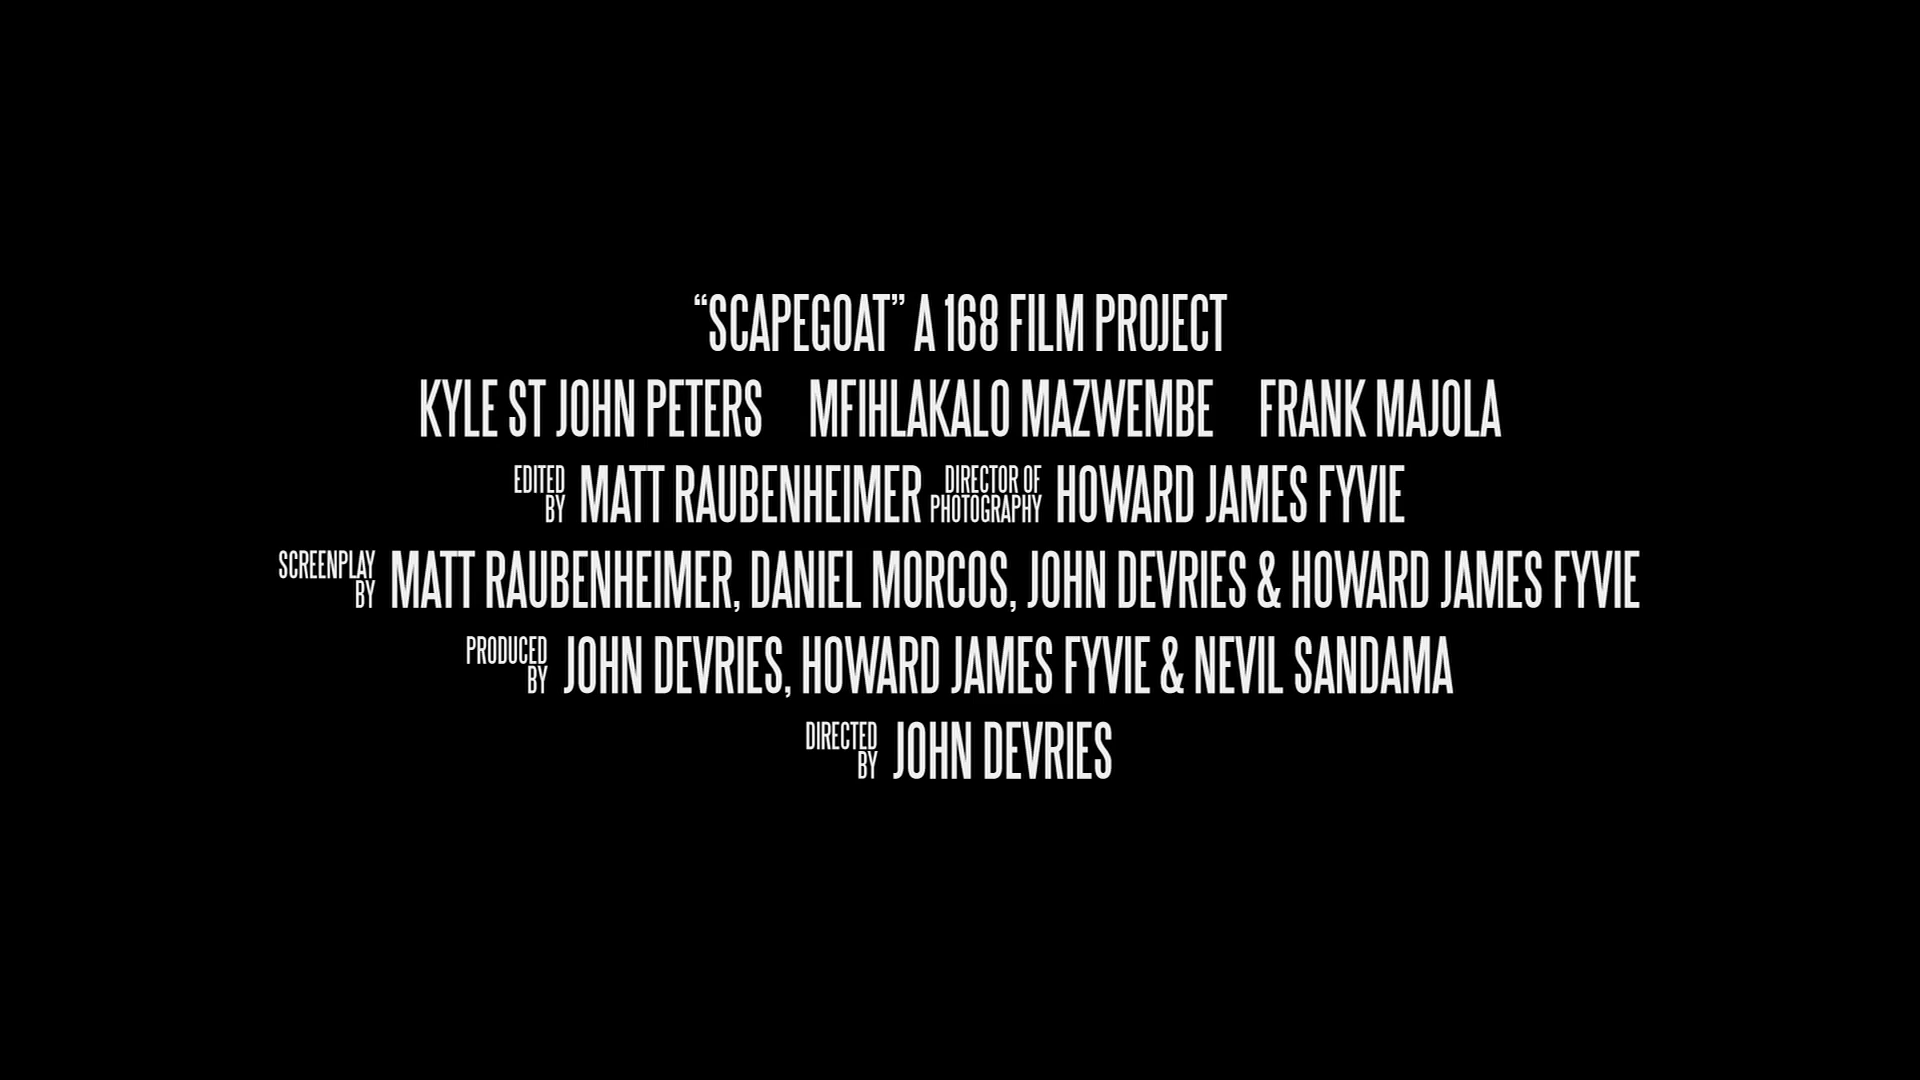 “SCAPEGOAT” A 168 FILM PROJECT
KYLE ST JOHN PETERS MFIHLAKALO MAZWEMBE FRANK MAJOLA
EDITED BY MATT RAUBENHEIMER DIRECTOR OF PHOTOGRAPHY HOWARD JAMES FYVIE
SCREENPLAY BY MATT RAUBENHEIMER, DANIEL MORCOS, JOHN DEVRIES & HOWARD JAMES FYVIE
PRODUCED BY JOHN DEVRIES, HOWARD JAMES FYVIE & NEVIL SANDAMA
DIRECTED BY JOHN DEVRIES